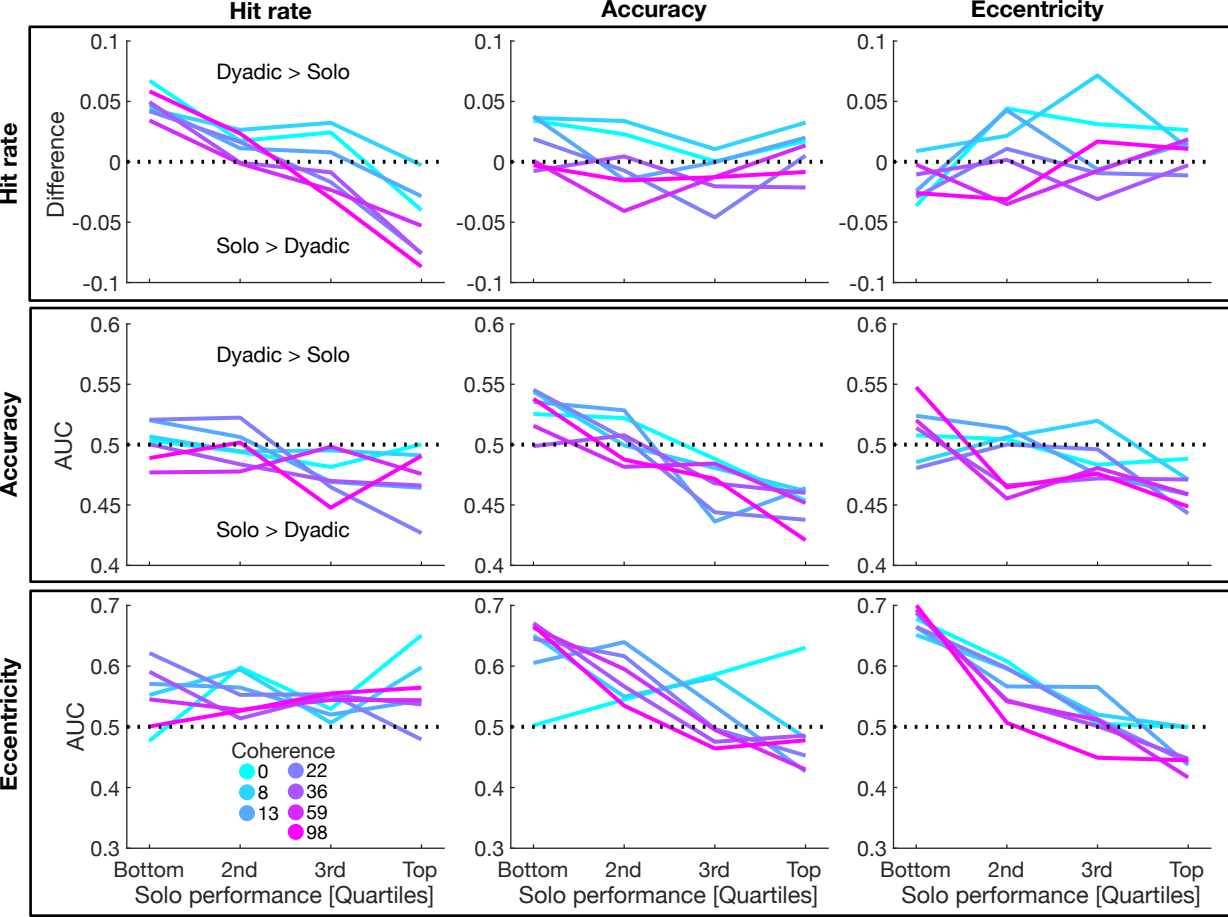 Hit rate Accuracy Eccentricity
Hit rate
Difference
0.1
0.05
0
-0.05
-0.1
Dyadic > Solo
Solo > Dyadic
0.1
0.05
0
-0.05
-0.1
0.1
0.05
0
-0.05
-0.1
Accuracy
AUC
0.6
0.55
0.5
0.45
0.4
Dyadic > Solo
Solo > Dyadic
0.6
0.55
0.5
0.45
0.4
0.6
0.55
0.5
0.45
0.4
Eccentricity
AUC
0.7
0.6
0.5
0.4
0.3
Coherence
0 22
8 36
13 59
98
Bottom 2nd 3rd Top
Solo performance [Quartiles]
0.7
0.6
0.5
0.4
0.3
Bottom 2nd 3rd Top
Solo performance [Quartiles]
0.7
0.6
0.5
0.4
0.3
Bottom 2nd 3rd Top
Solo performance [Quartiles]